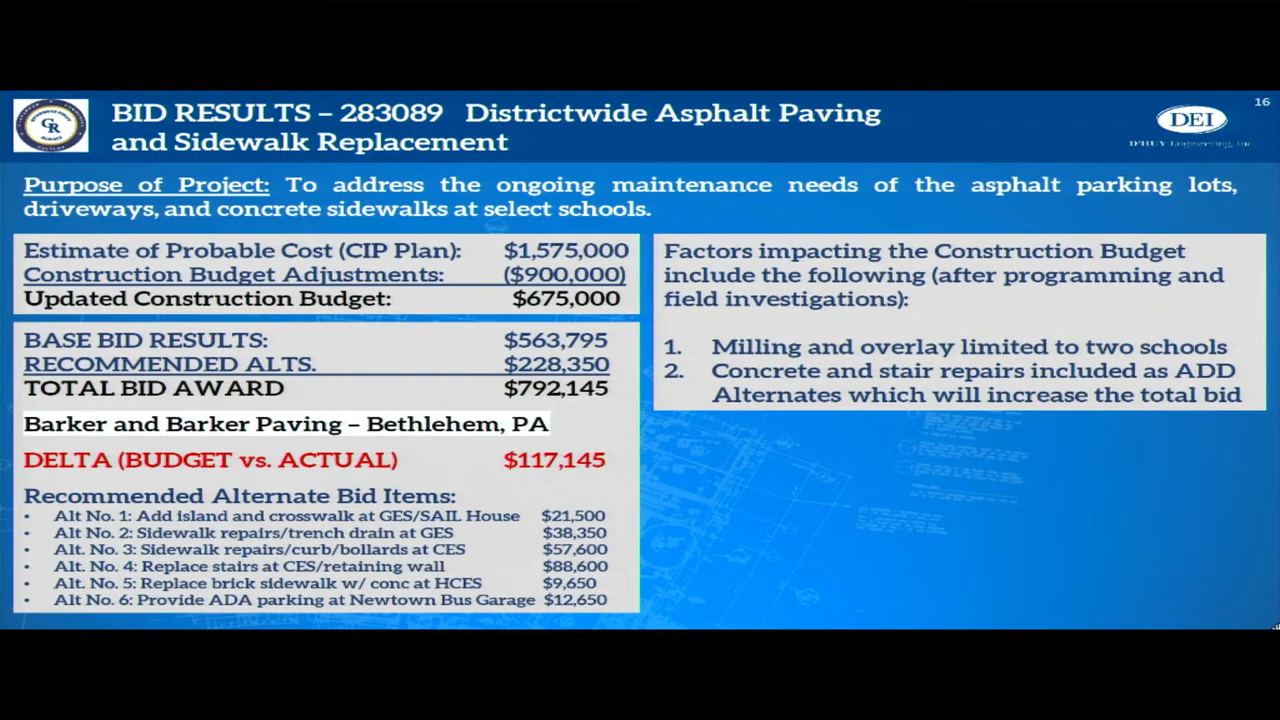 16
BID RESULTS – 283089 Districtwide Asphalt Paving
and Sidewalk Replacement
GR
DEI
D'HUY Engineering, Inc.
Purpose of Project: To address the ongoing maintenance needs of the asphalt parking lots,
driveways, and concrete sidewalks at select schools.
Estimate of Probable Cost (CIP Plan): $1,575,000
Construction Budget Adjustments: ($900,000)
Updated Construction Budget: $675,000
BASE BID RESULTS: $563,795
RECOMMENDED ALTS. $228,350
TOTAL BID AWARD $792,145
Barker and Barker Paving – Bethlehem, PA
DELTA (BUDGET vs. ACTUAL) $117,145
Recommended Alternate Bid Items:
• Alt No. 1: Add island and crosswalk at GES/SAIL House $21,500
• Alt No. 2: Sidewalk repairs/trench drain at GES $38,350
• Alt. No. 3: Sidewalk repairs/curb/bollards at CES $57,600
• Alt. No. 4: Replace stairs at CES/retaining wall $88,600
• Alt. No. 5: Replace brick sidewalk w/ conc at HCES $9,650
• Alt No. 6: Provide ADA parking at Newtown Bus Garage $12,650
Factors impacting the Construction Budget
include the following (after programming and
field investigations):
1. Milling and overlay limited to two schools
2. Concrete and stair repairs included as ADD
Alternates which will increase the total bid